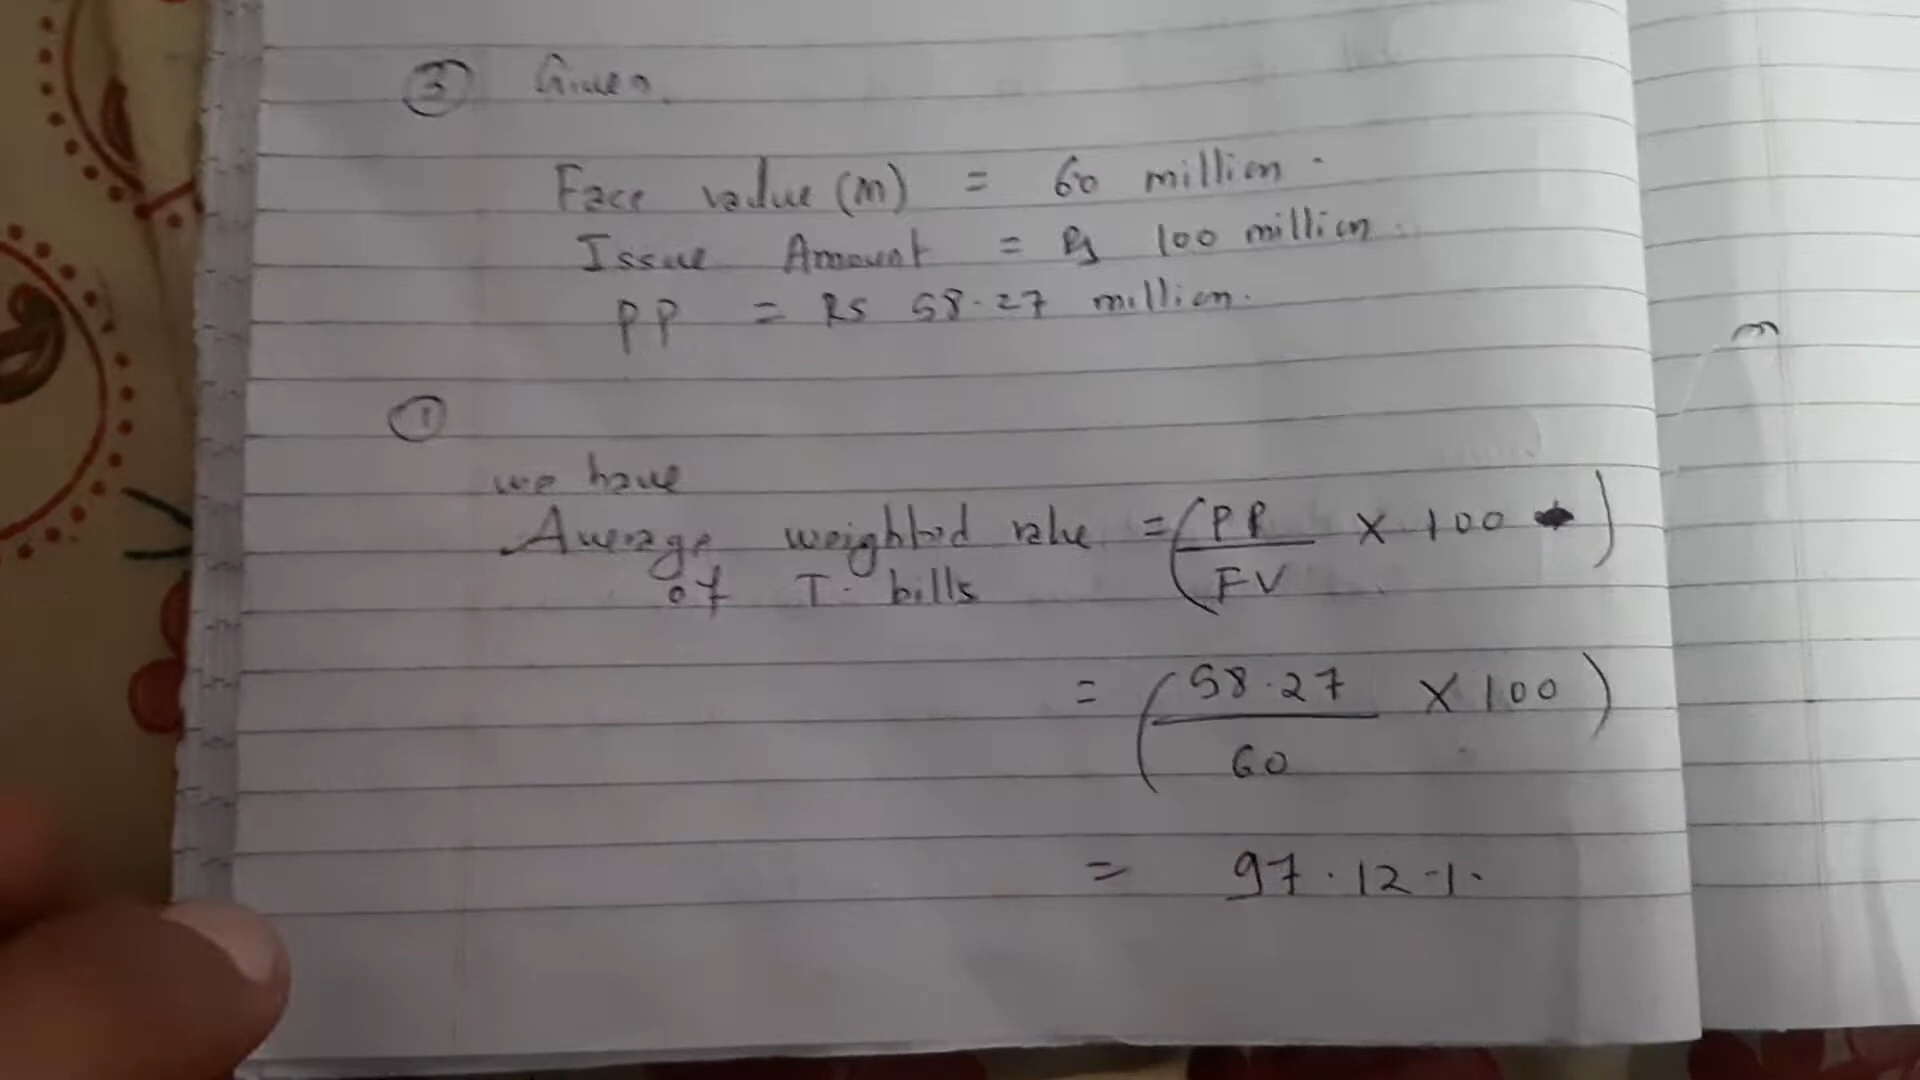 ③ Given
Face value (m) = 60 million.
Issue Amount = Rs 100 million.
PP = RS 58.27 million.
①
we have
Average weighted rate = (PP / FV × 100)
of T. bills
= (58.27 / 60 × 100)
= 97.12 %.